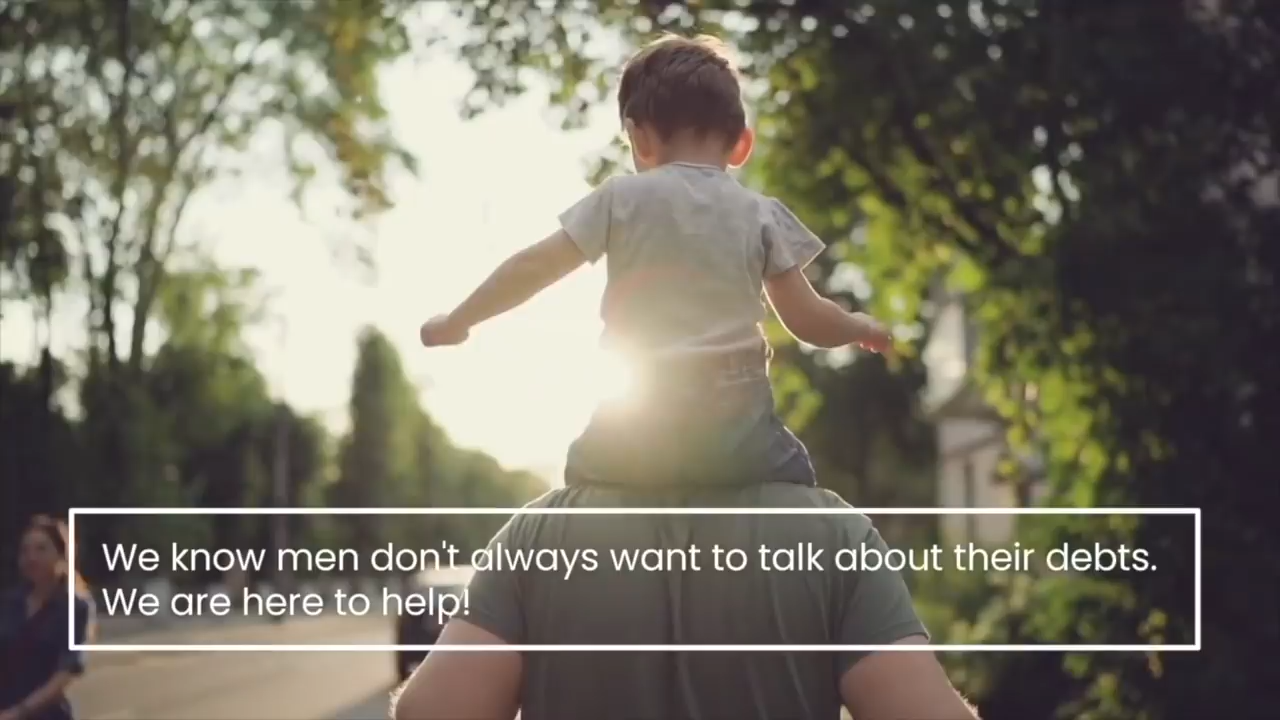 We know men don't always want to talk about their debts.
We are here to help!